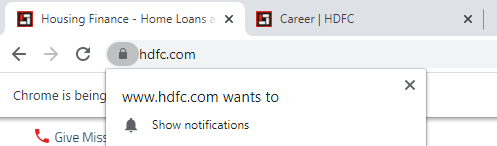 Housing Finance - Home Loans a
Career | HDFC
hdfc.com
Chrome is being
www.hdfc.com wants to
Show notifications
Give Miss